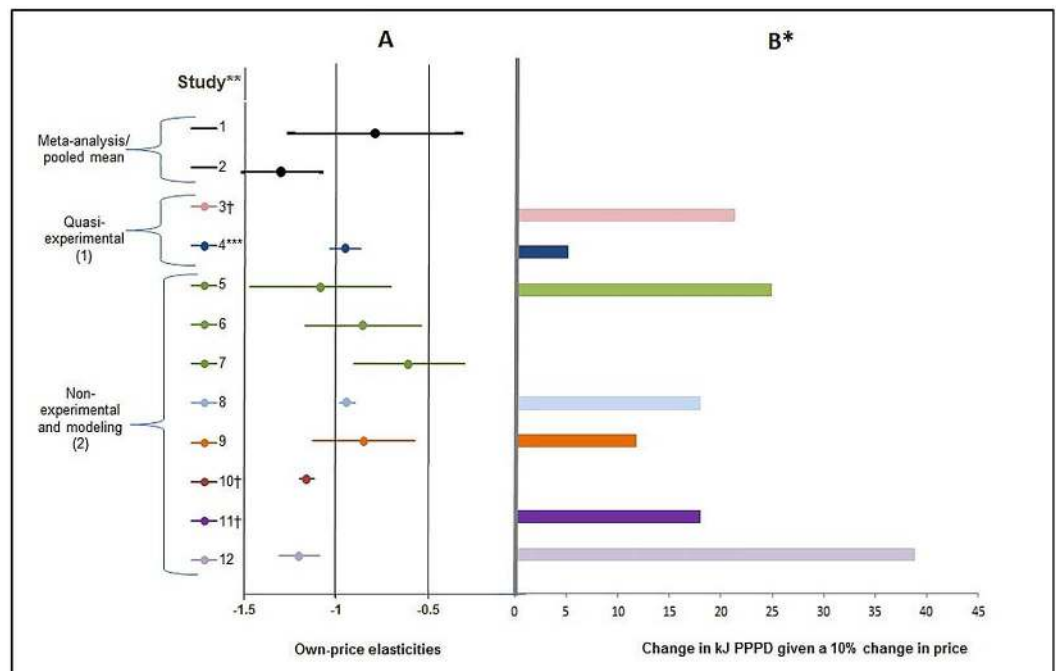 A
B*
Study**
Meta-analysis/
pooled mean
1
2
Quasi-
experimental
(1)
3†
4***
Non-
experimental
and modeling
(2)
5
6
7
8
9
10†
11†
12
-1.5 -1 -0.5
0 5 10 15 20 25 30 35 40 45
Own-price elasticities
Change in kJ PPPD given a 10% change in price